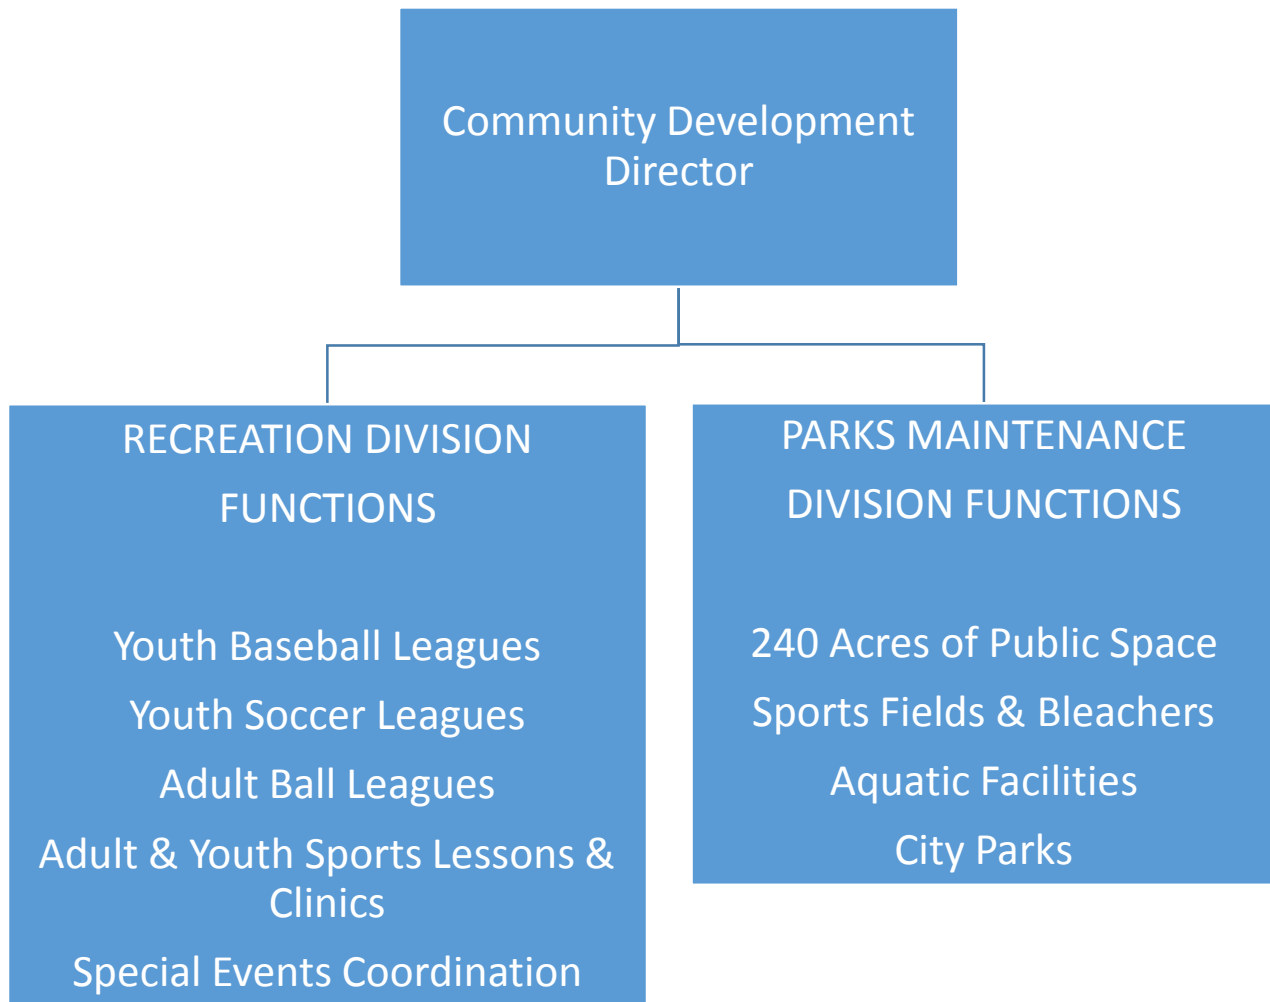 Community Development
Director
RECREATION DIVISION
FUNCTIONS
Youth Baseball Leagues
Youth Soccer Leagues
Adult Ball Leagues
Adult & Youth Sports Lessons &
Clinics
Special Events Coordination
PARKS MAINTENANCE
DIVISION FUNCTIONS
240 Acres of Public Space
Sports Fields & Bleachers
Aquatic Facilities
City Parks